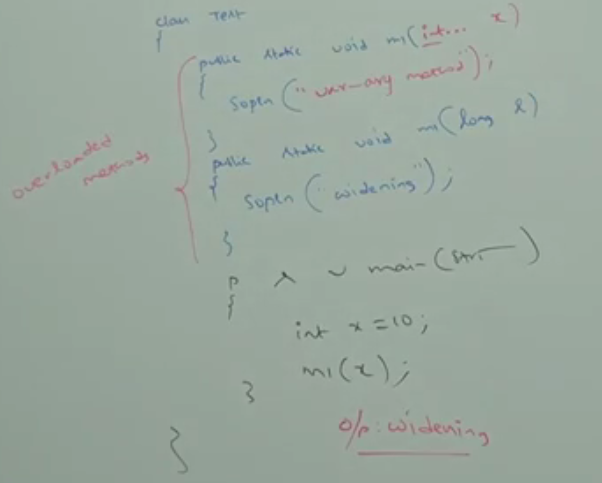 class Test
{
public static void m1(int... x)
{
Sopln("var-arg method");
}
public static void m1(long l)
{
Sopln("widening");
}
overloaded
methods
p s v main(Stri
{
int x=10;
m1(x);
}
o/p: widening
}